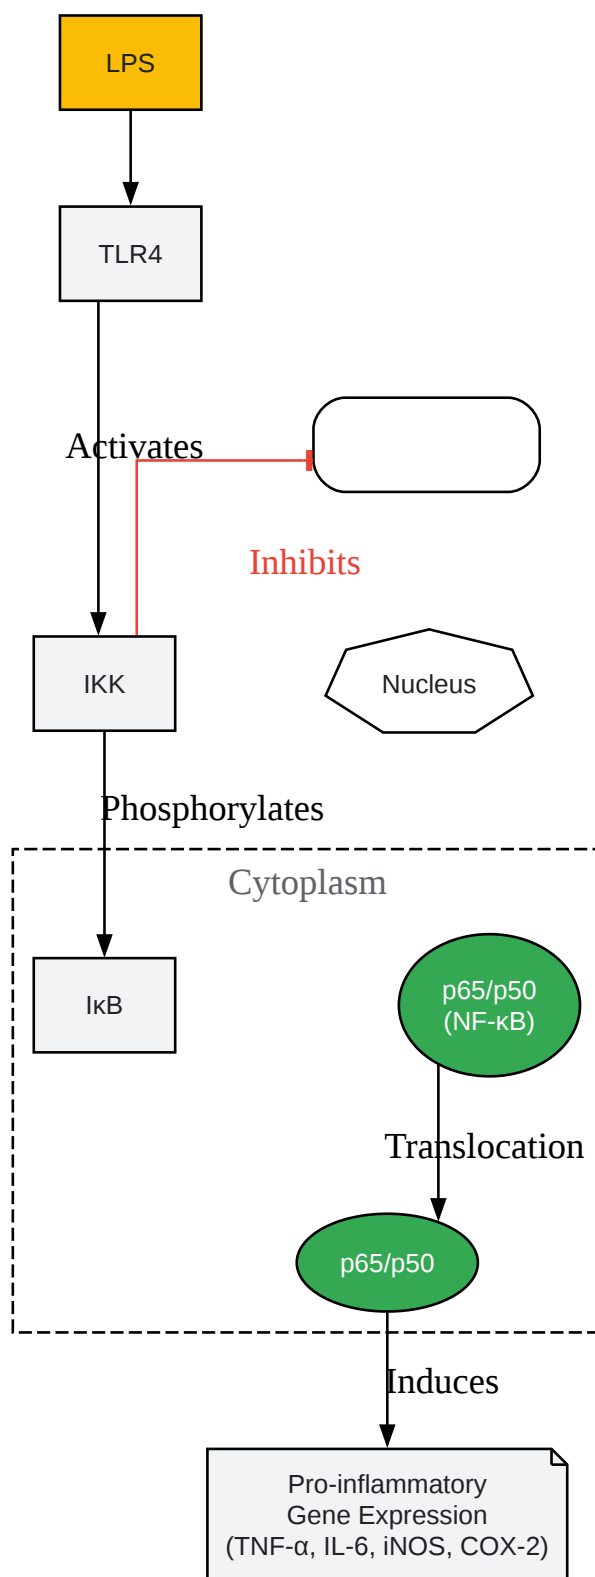 LPS
TLR4
Activates
Inhibits
IKK
Nucleus
Phosphorylates
Cytoplasm
IκB
p65/p50
(NF-κB)
Translocation
p65/p50
Induces
Pro-inflammatory
Gene Expression
(TNF-α, IL-6, iNOS, COX-2)